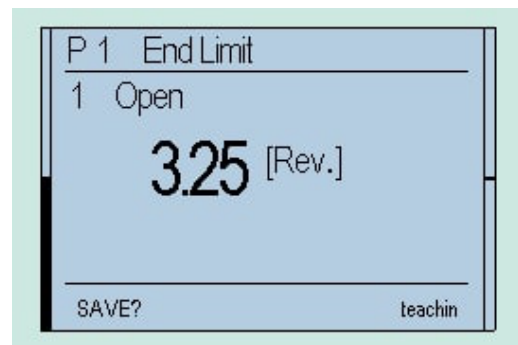 P 1 End Limit
1 Open
3.25 [Rev.]
SAVE? teachin